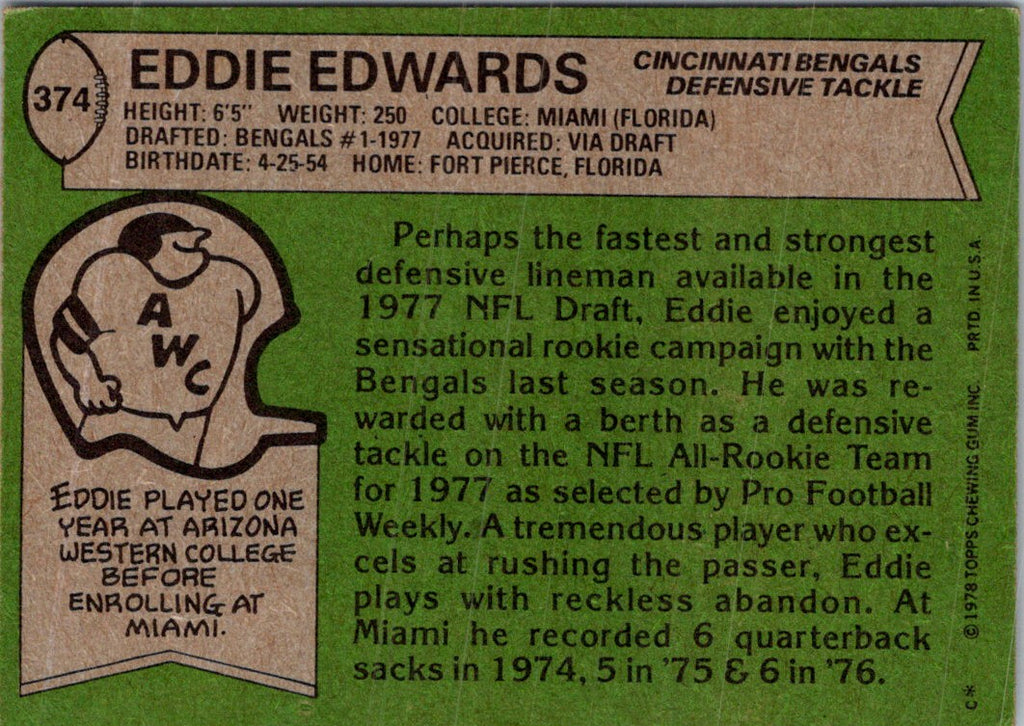 374
EDDIE EDWARDS
CINCINNATI BENGALS
DEFENSIVE TACKLE
HEIGHT: 6'5" WEIGHT: 250 COLLEGE: MIAMI (FLORIDA)
DRAFTED: BENGALS #1-1977 ACQUIRED: VIA DRAFT
BIRTHDATE: 4-25-54 HOME: FORT PIERCE, FLORIDA
AWC
EDDIE PLAYED ONE
YEAR AT ARIZONA
WESTERN COLLEGE
BEFORE
ENROLLING AT
MIAMI.
Perhaps the fastest and strongest
defensive lineman available in the
1977 NFL Draft, Eddie enjoyed a
sensational rookie campaign with the
Bengals last season. He was re-
warded with a berth as a defensive
tackle on the NFL All-Rookie Team
for 1977 as selected by Pro Football
Weekly. A tremendous player who ex-
cels at rushing the passer, Eddie
plays with reckless abandon. At
Miami he recorded 6 quarterback
sacks in 1974, 5 in '75 & 6 in '76.
C* © 1978 TOPPS CHEWING GUM INC. PRTD. IN U.S.A.